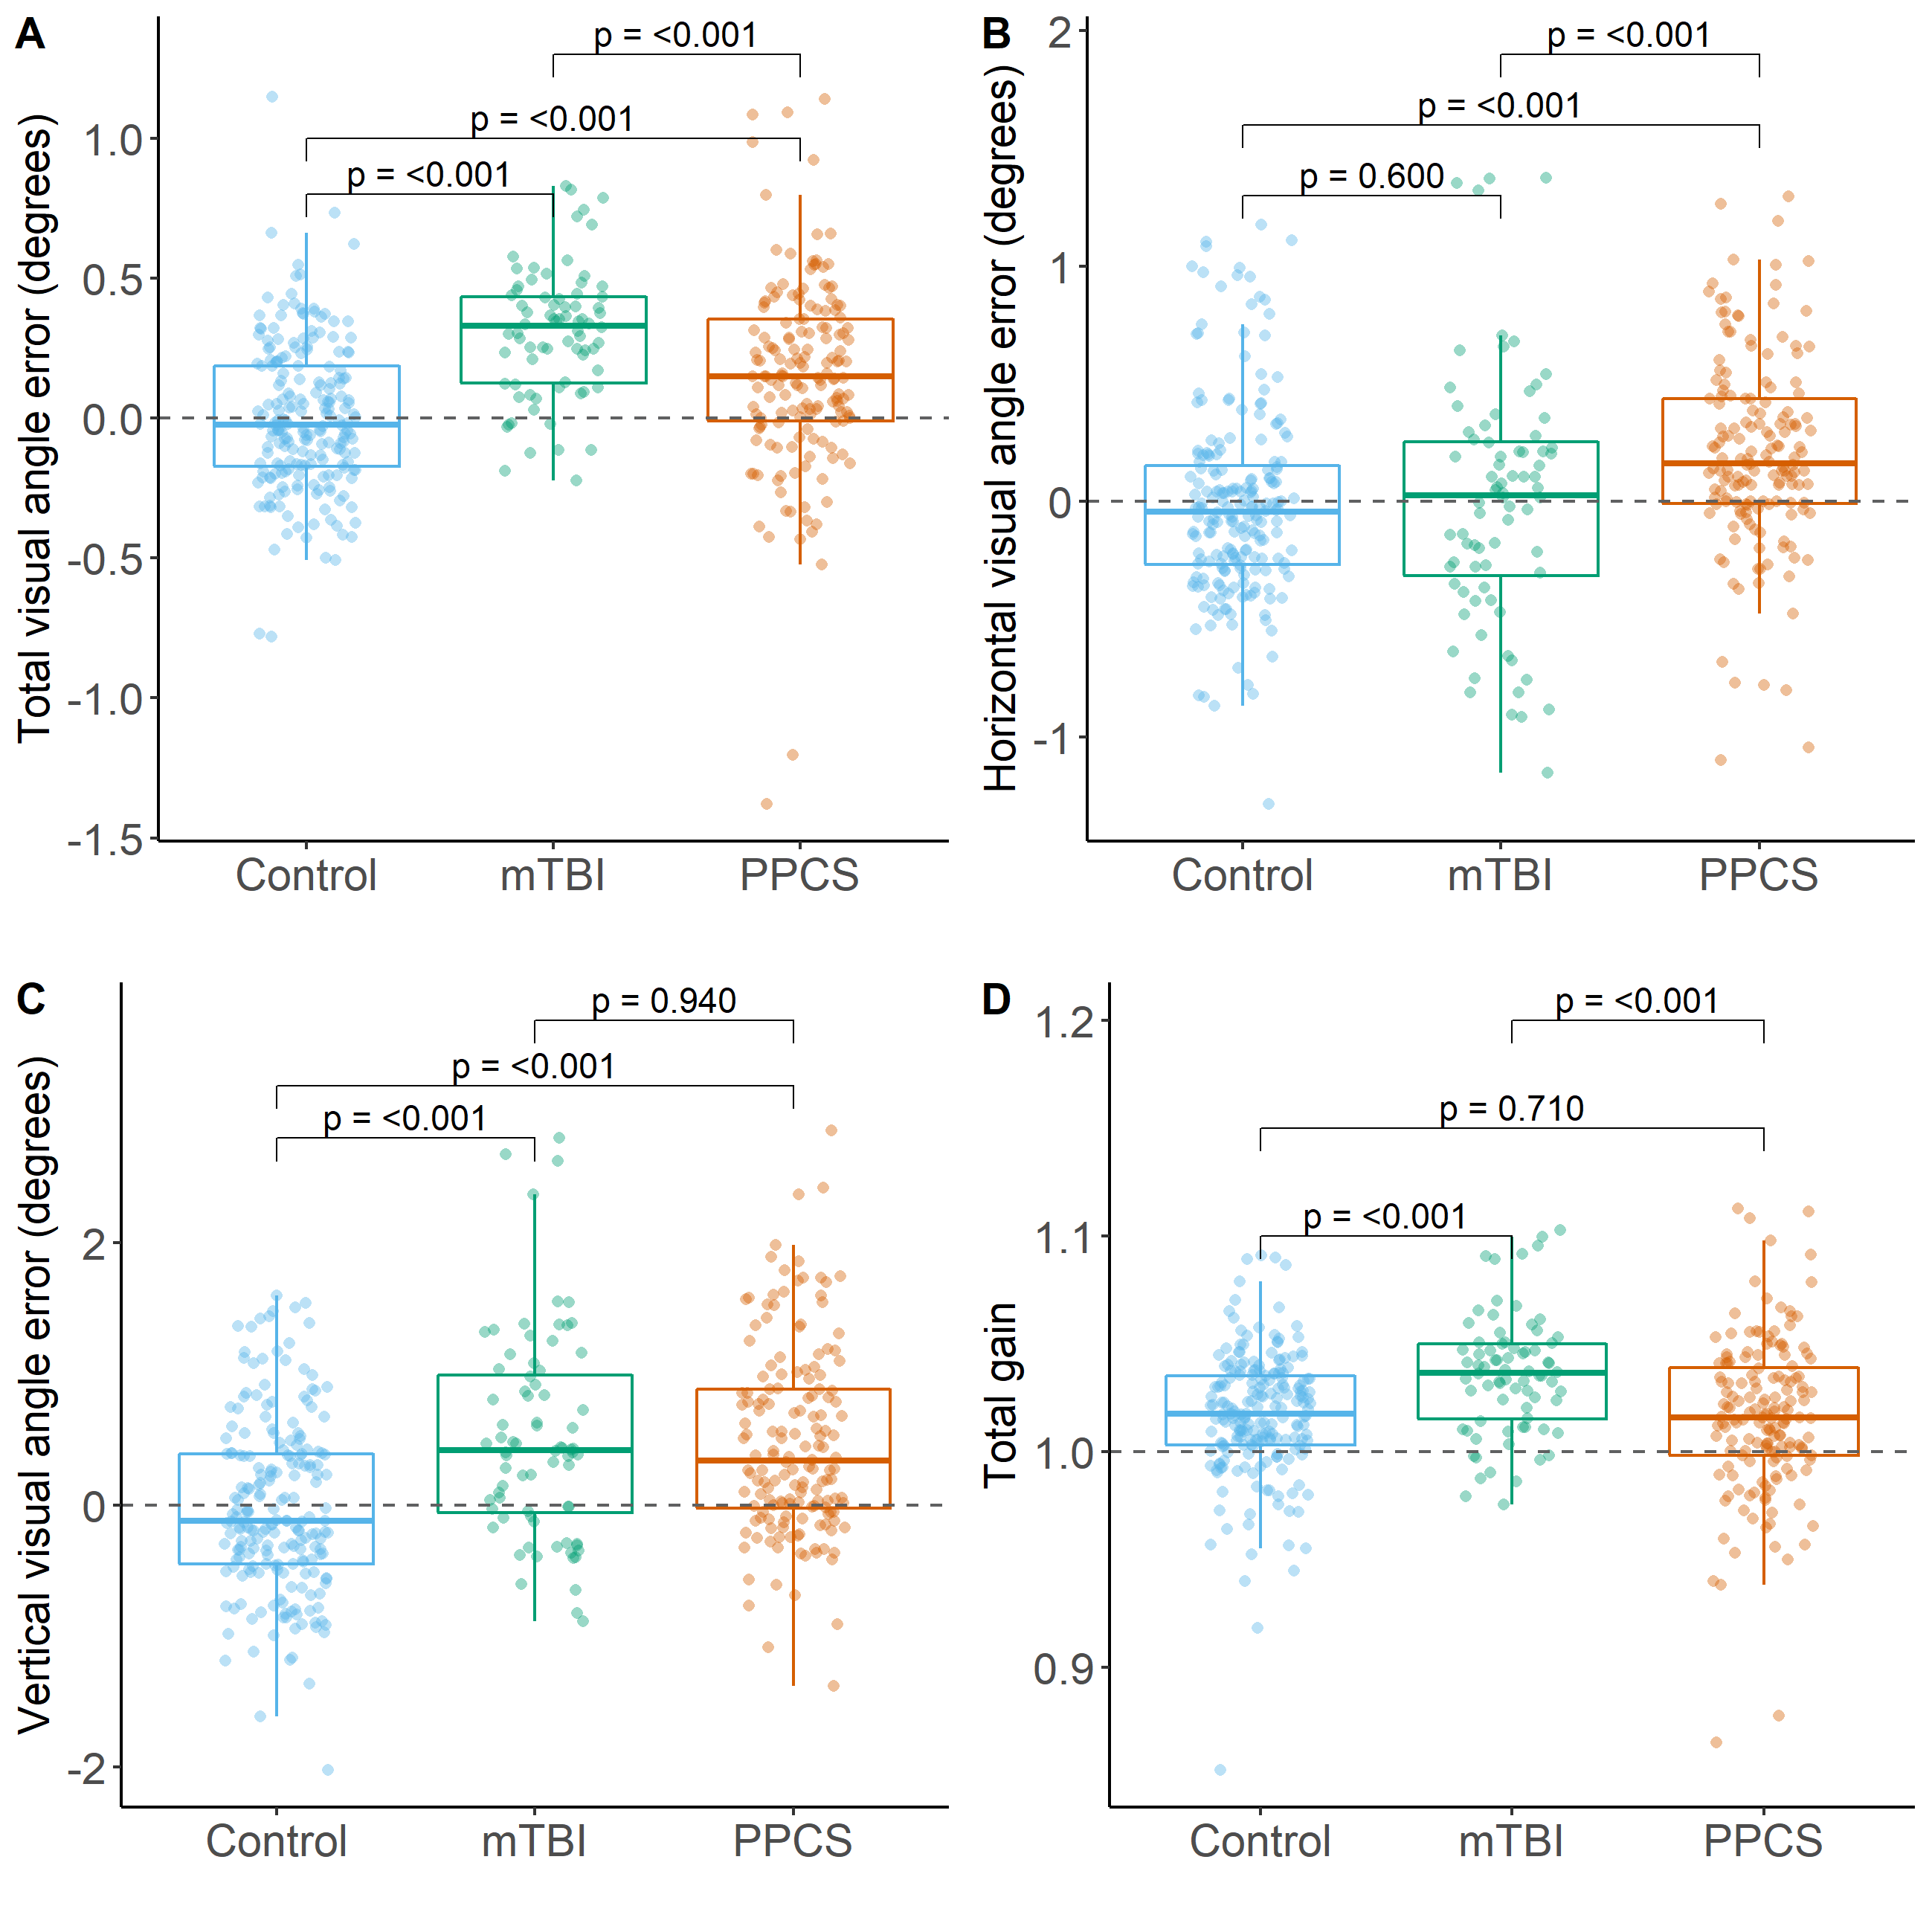 A
Total visual angle error (degrees)
1.0
0.5
0.0
-0.5
-1.0
-1.5
p = <0.001
p = <0.001
p = <0.001
Control
mTBI
PPCS
B
Horizontal visual angle error (degrees)
2
1
0
-1
p = <0.001
p = <0.001
p = 0.600
Control
mTBI
PPCS
C
Vertical visual angle error (degrees)
2
0
-2
p = 0.940
p = <0.001
p = <0.001
Control
mTBI
PPCS
D
Total gain
1.2
1.1
1.0
0.9
p = <0.001
p = 0.710
p = <0.001
Control
mTBI
PPCS